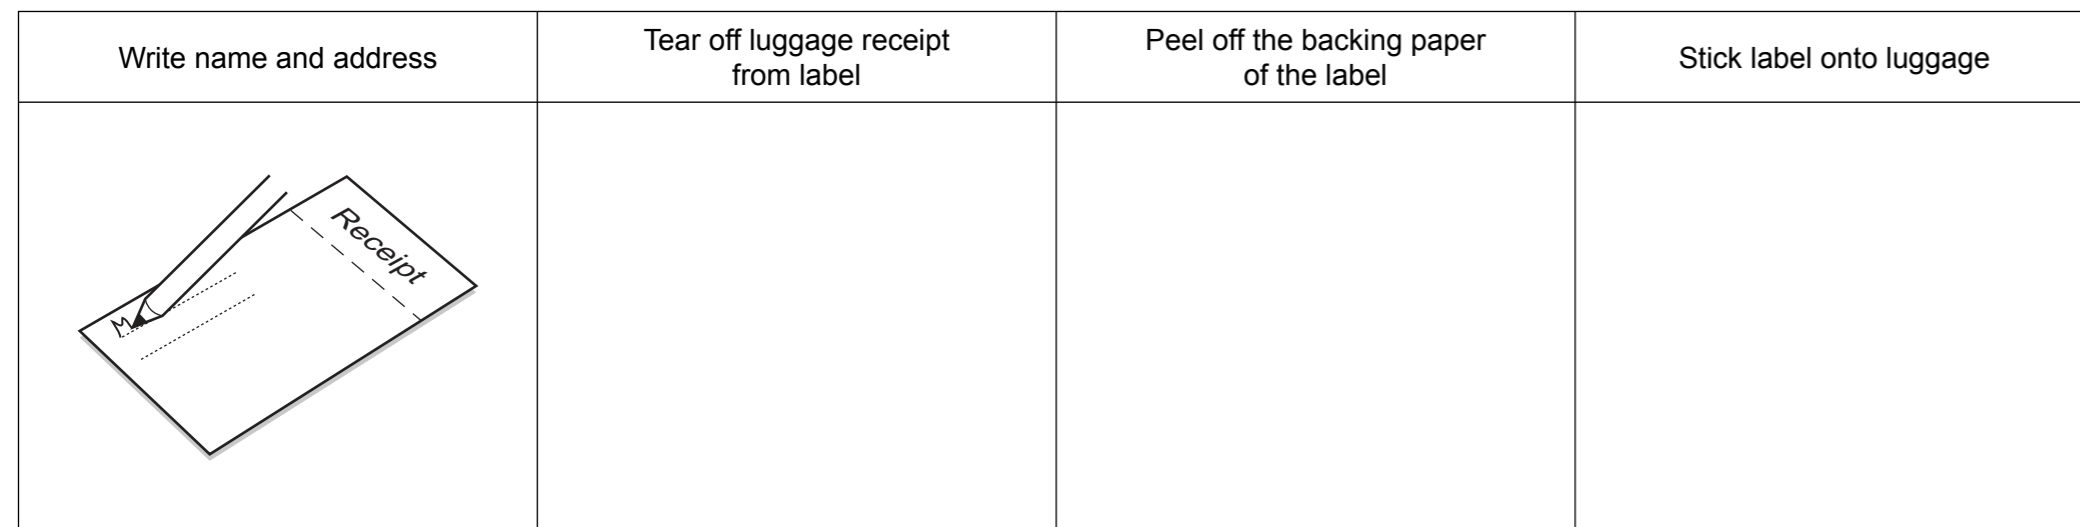 Write name and address
Tear off luggage receipt
from label
Peel off the backing paper
of the label
Stick label onto luggage
Receipt
M